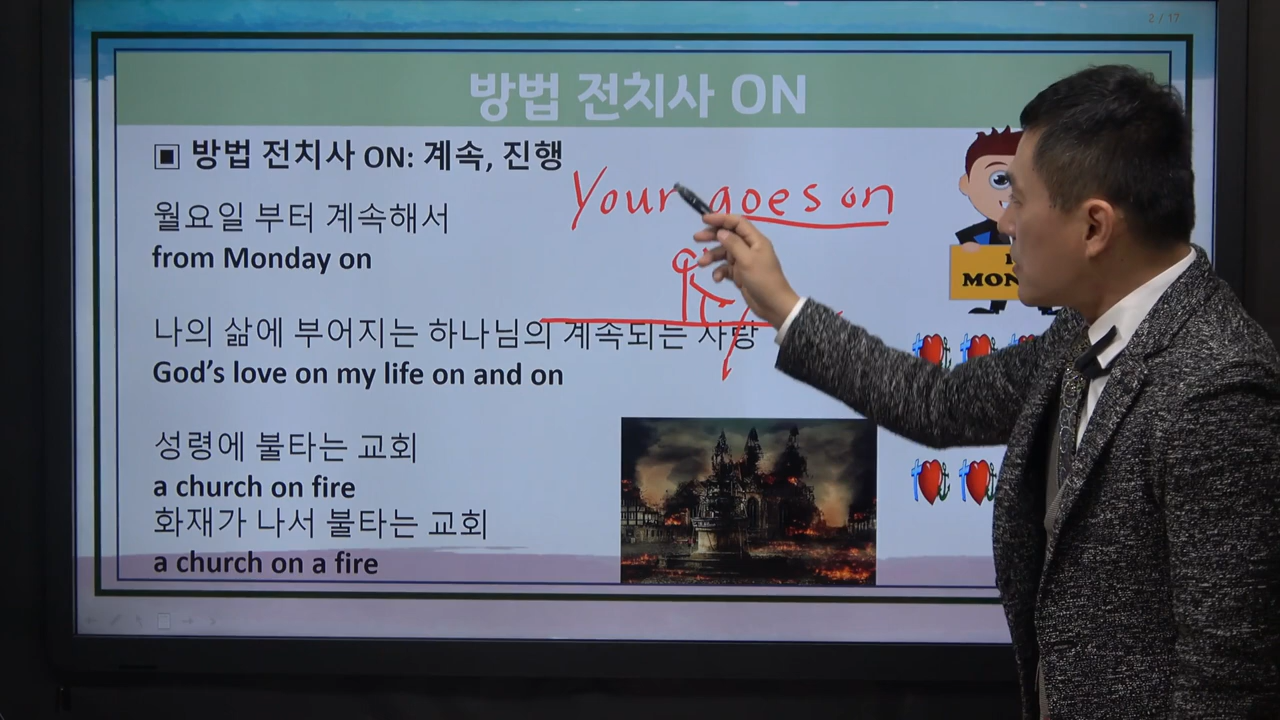 2 / 17
방법 전치사 ON
▣ 방법 전치사 ON: 계속, 진행
Your goes on
월요일 부터 계속해서
from Monday on
MON
나의 삶에 부어지는 하나님의 계속되는 사랑
God's love on my life on and on
성령에 불타는 교회
a church on fire
화재가 나서 불타는 교회
a church on a fire